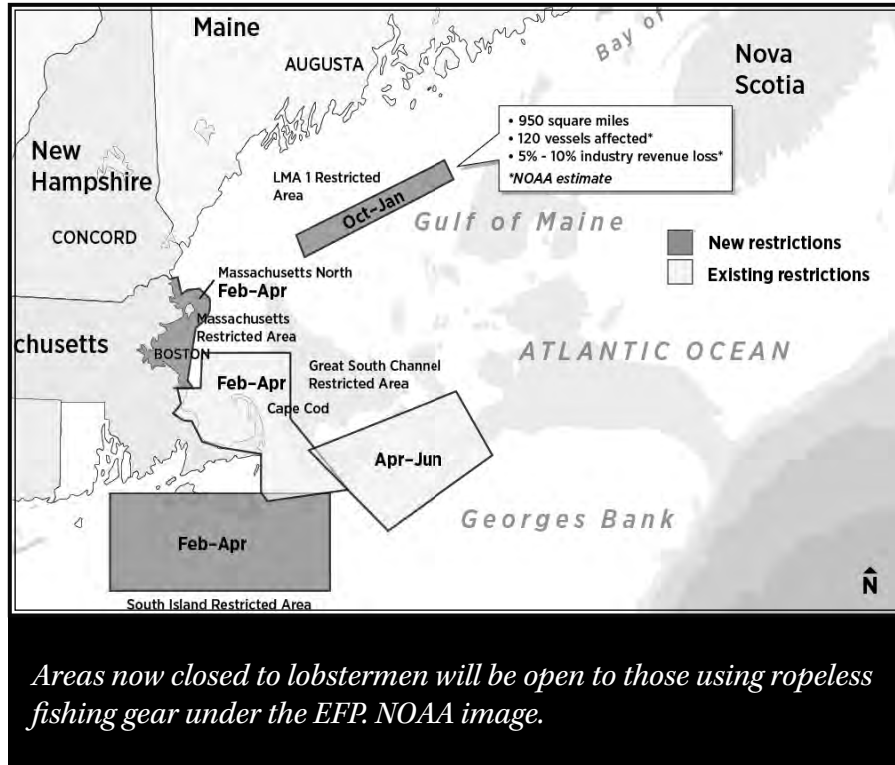 Maine
AUGUSTA
Bay of
Nova
Scotia
• 950 square miles
• 120 vessels affected*
• 5% - 10% industry revenue loss*
*NOAA estimate
New
Hampshire
LMA 1 Restricted
Area
Oct–Jan
Gulf of Maine
CONCORD
New restrictions
Existing restrictions
Massachusetts North
Feb–Apr
Massachusetts
Restricted Area
chusetts
BOSTON
Feb–Apr
Great South Channel
Restricted Area
ATLANTIC OCEAN
Cape Cod
Apr–Jun
Georges Bank
Feb–Apr
South Island Restricted Area
N
Areas now closed to lobstermen will be open to those using ropeless
fishing gear under the EFP. NOAA image.